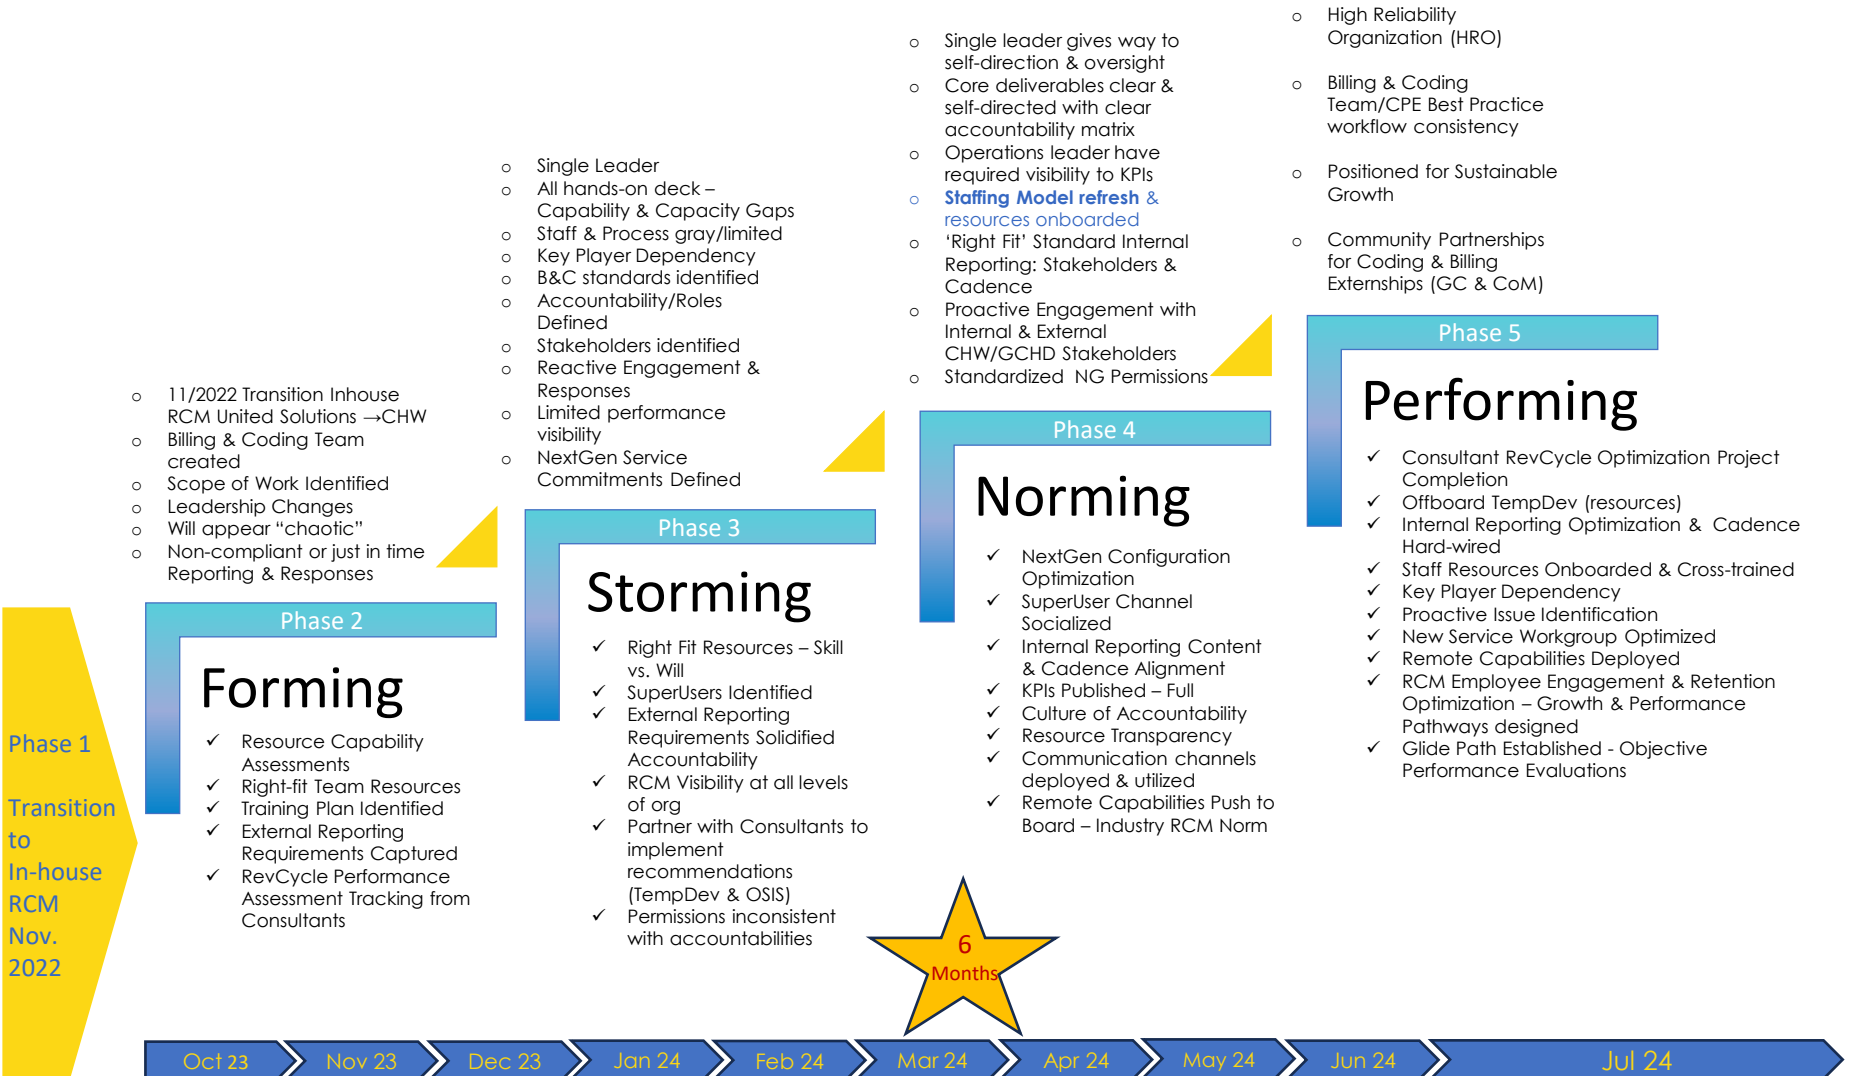 Phase 1
Transition
to
In-house
RCM
Nov.
2022
o 11/2022 Transition Inhouse
RCM United Solutions →CHW
o Billing & Coding Team
created
o Scope of Work Identified
o Leadership Changes
o Will appear “chaotic”
o Non-compliant or just in time
Reporting & Responses
Phase 2
Forming
✓ Resource Capability
Assessments
✓ Right-fit Team Resources
✓ Training Plan Identified
✓ External Reporting
Requirements Captured
✓ RevCycle Performance
Assessment Tracking from
Consultants
o Single Leader
o All hands-on deck –
Capability & Capacity Gaps
o Staff & Process gray/limited
o Key Player Dependency
o B&C standards identified
o Accountability/Roles
Defined
o Stakeholders identified
o Reactive Engagement &
Responses
o Limited performance
visibility
o NextGen Service
Commitments Defined
Phase 3
Storming
✓ Right Fit Resources – Skill
vs. Will
✓ SuperUsers Identified
✓ External Reporting
Requirements Solidified
Accountability
✓ RCM Visibility at all levels
of org
✓ Partner with Consultants to
implement
recommendations
(TempDev & OSIS)
✓ Permissions inconsistent
with accountabilities
o Single leader gives way to
self-direction & oversight
o Core deliverables clear &
self-directed with clear
accountability matrix
o Operations leader have
required visibility to KPIs
o Staffing Model refresh &
resources onboarded
o ‘Right Fit’ Standard Internal
Reporting: Stakeholders &
Cadence
o Proactive Engagement with
Internal & External
CHW/GCHD Stakeholders
o Standardized NG Permissions
Phase 4
Norming
✓ NextGen Configuration
Optimization
✓ SuperUser Channel
Socialized
✓ Internal Reporting Content
& Cadence Alignment
✓ KPIs Published – Full
✓ Culture of Accountability
✓ Resource Transparency
✓ Communication channels
deployed & utilized
✓ Remote Capabilities Push to
Board – Industry RCM Norm
o High Reliability
Organization (HRO)
o Billing & Coding
Team/CPE Best Practice
workflow consistency
o Positioned for Sustainable
Growth
o Community Partnerships
for Coding & Billing
Externships (GC & CoM)
Phase 5
Performing
✓ Consultant RevCycle Optimization Project
Completion
✓ Offboard TempDev (resources)
✓ Internal Reporting Optimization & Cadence
Hard-wired
✓ Staff Resources Onboarded & Cross-trained
✓ Key Player Dependency
✓ Proactive Issue Identification
✓ New Service Workgroup Optimized
✓ Remote Capabilities Deployed
✓ RCM Employee Engagement & Retention
Optimization – Growth & Performance
Pathways designed
✓ Glide Path Established - Objective
Performance Evaluations
6
Months
Oct 23
Nov 23
Dec 23
Jan 24
Feb 24
Mar 24
Apr 24
May 24
Jun 24
Jul 24